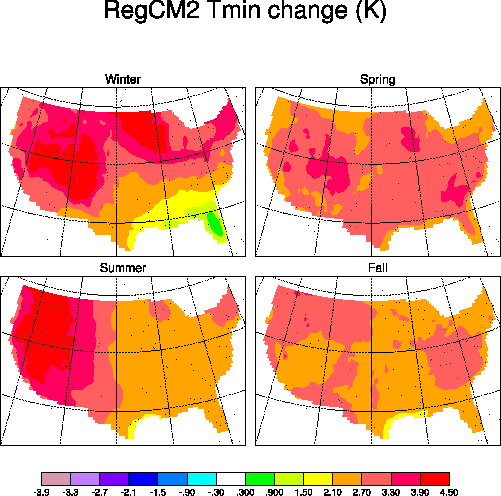 RegCM2 Tmin change (K)
Winter
Spring
Summer
Fall
-3.9 -3.3 -2.7 -2.1 -1.5 -.90 -.30 .300 .900 1.50 2.10 2.70 3.30 3.90 4.50